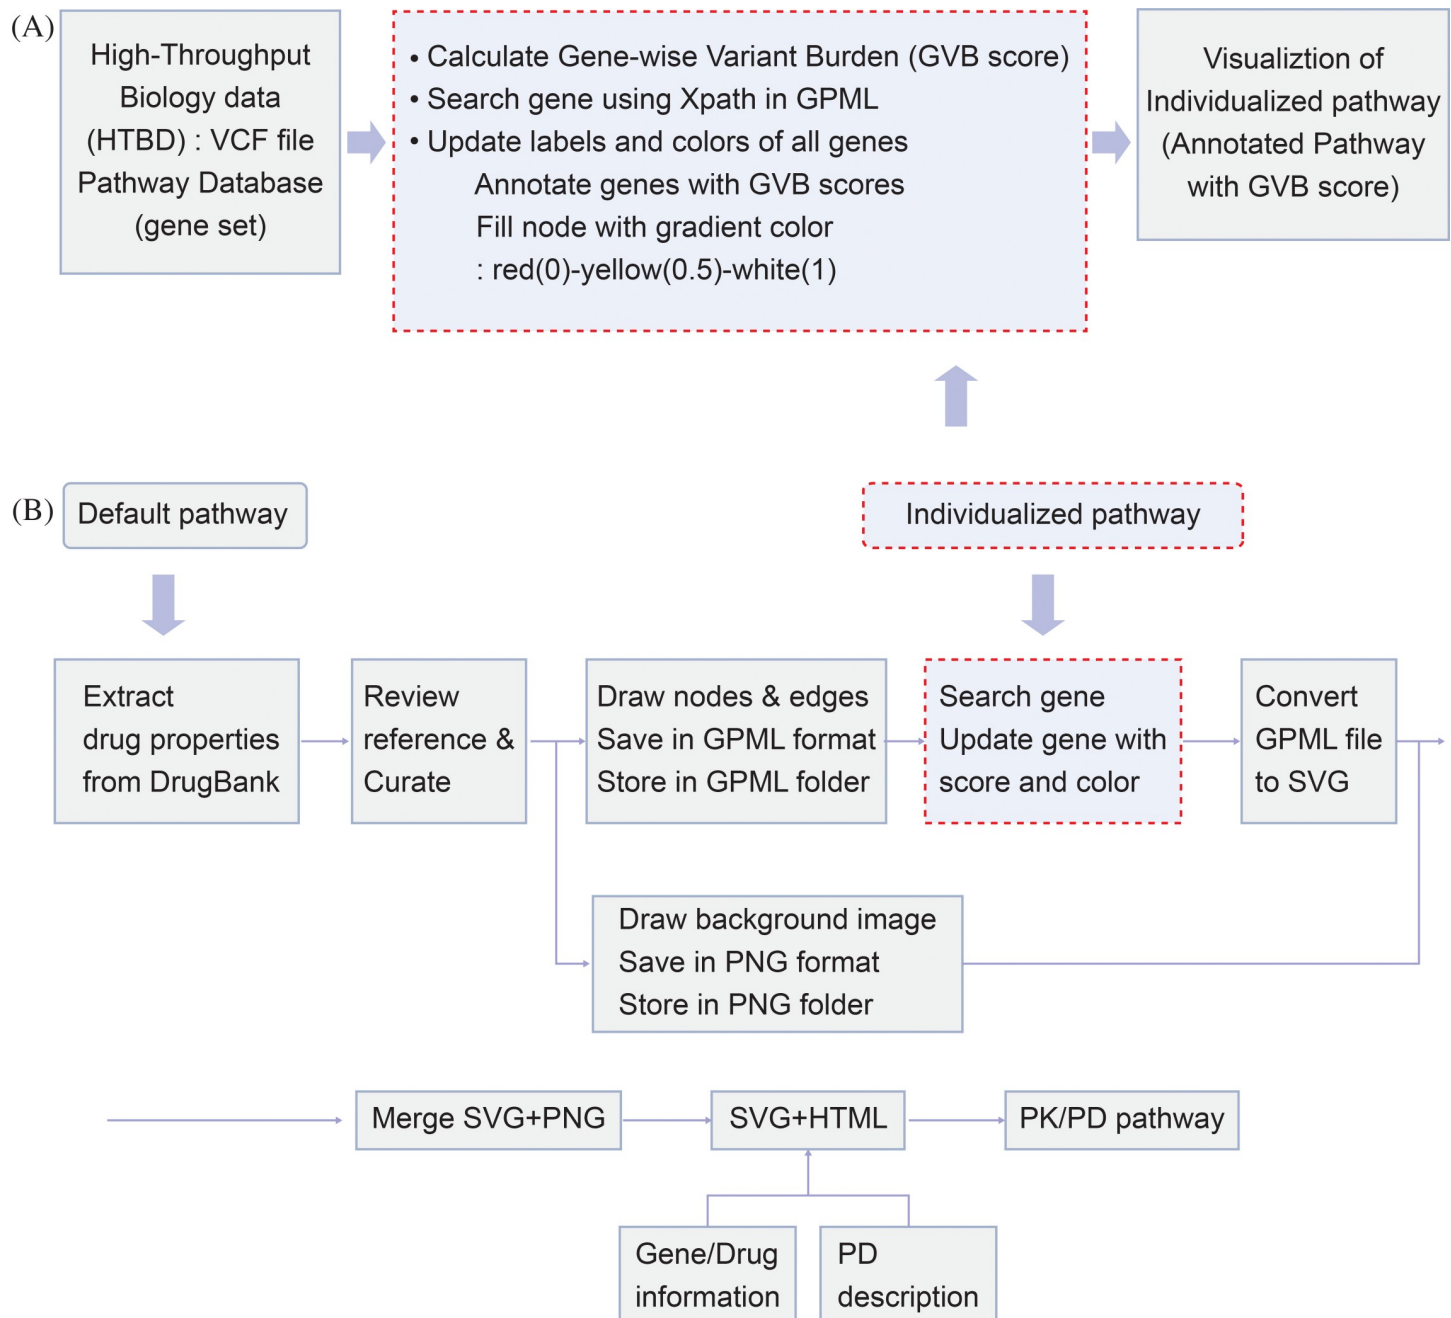 (A)
High-Throughput
Biology data
(HTBD) : VCF file
Pathway Database
(gene set)
• Calculate Gene-wise Variant Burden (GVB score)
• Search gene using Xpath in GPML
• Update labels and colors of all genes
Annotate genes with GVB scores
Fill node with gradient color
: red(0)-yellow(0.5)-white(1)
Visualiztion of
Individualized pathway
(Annotated Pathway
with GVB score)
(B)
Default pathway
Individualized pathway
Extract
drug properties
from DrugBank
Review
reference &
Curate
Draw nodes & edges
Save in GPML format
Store in GPML folder
Search gene
Update gene with
score and color
Convert
GPML file
to SVG
Draw background image
Save in PNG format
Store in PNG folder
Merge SVG+PNG
SVG+HTML
PK/PD pathway
Gene/Drug
information
PD
description